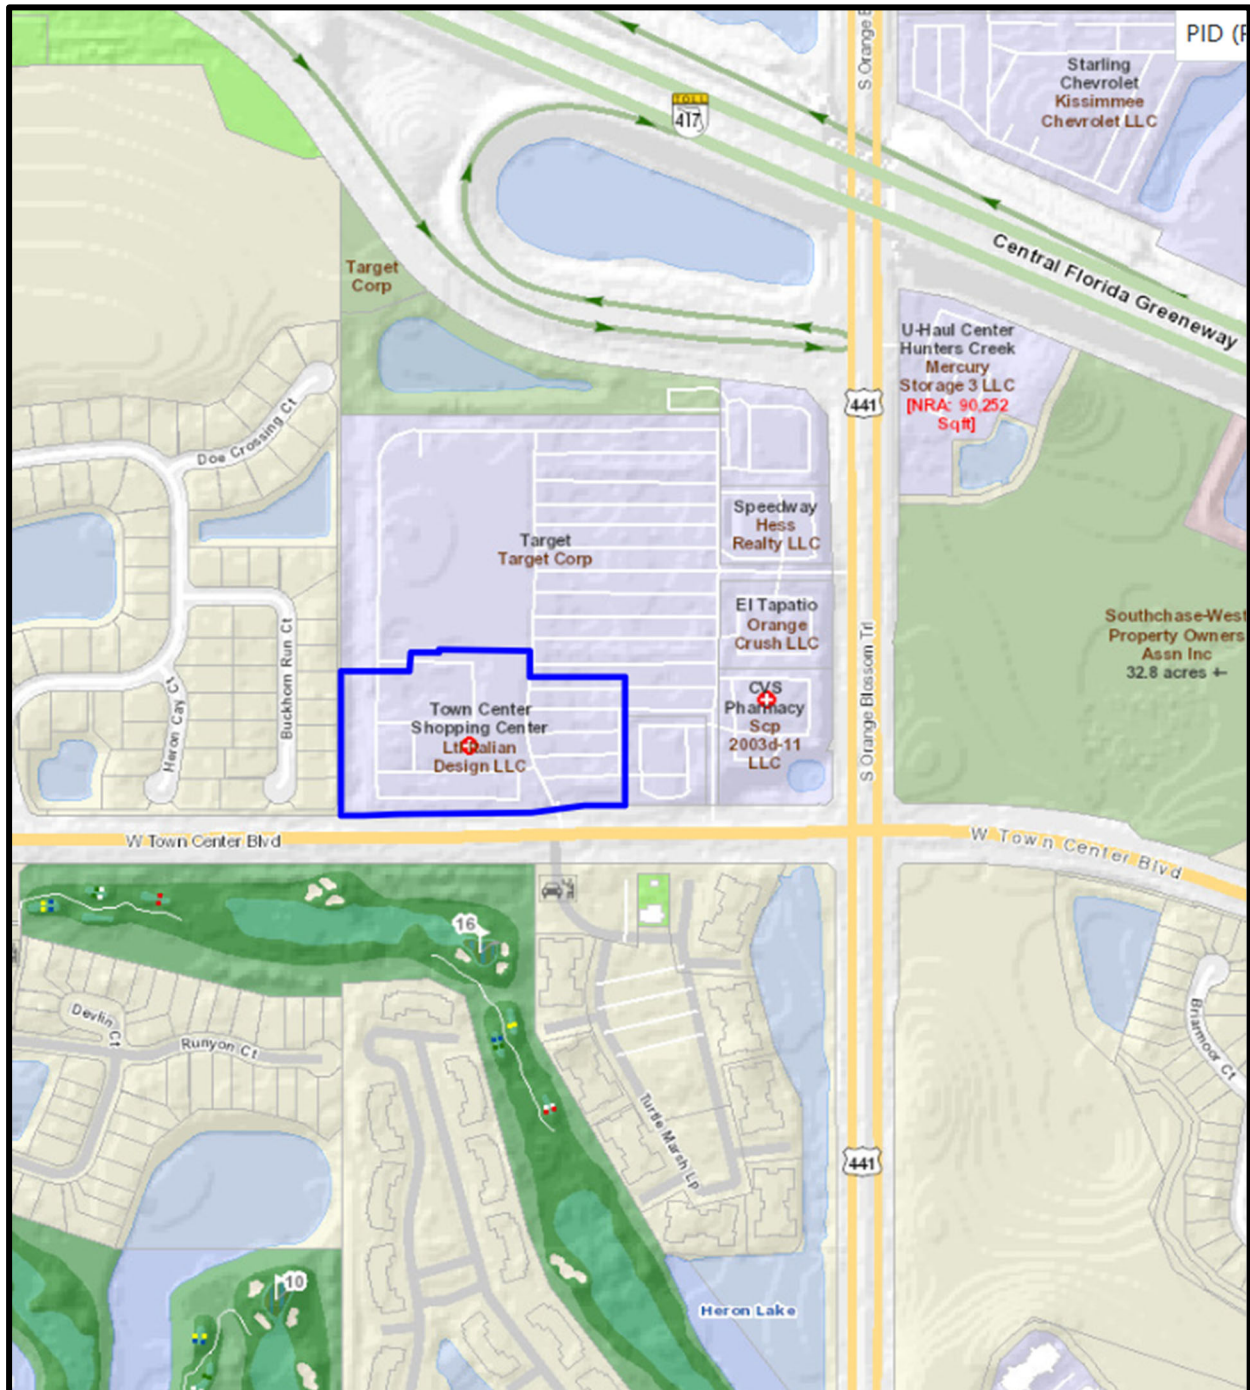 PID (
S Orange B
Starling
Chevrolet
Kissimmee
Chevrolet LLC
TOLL
417
Central Florida Greeneway
Target
Corp
U-Haul Center
Hunters Creek
Mercury
Storage 3 LLC
[NRA: 90,252
Sqft]
441
Doe Crossing Ct
Speedway
Hess
Realty LLC
Target
Target Corp
El Tapatio
Orange
Crush LLC
Southchase-West
Property Owners
Assn Inc
32.8 acres +-
S Orange Blossom Trl
Buckhorn Run Ct
Heron Cay Ct
CVS
Pharmacy
Scp
2003d-11
LLC
Town Center
Shopping Center
Design LLC
W Town Center Blvd
W Town Center Blvd
16
Devlin Ct
Runyon Ct
Briarmoor Ct
Turtle Marsh Lp
441
10
Heron Lake